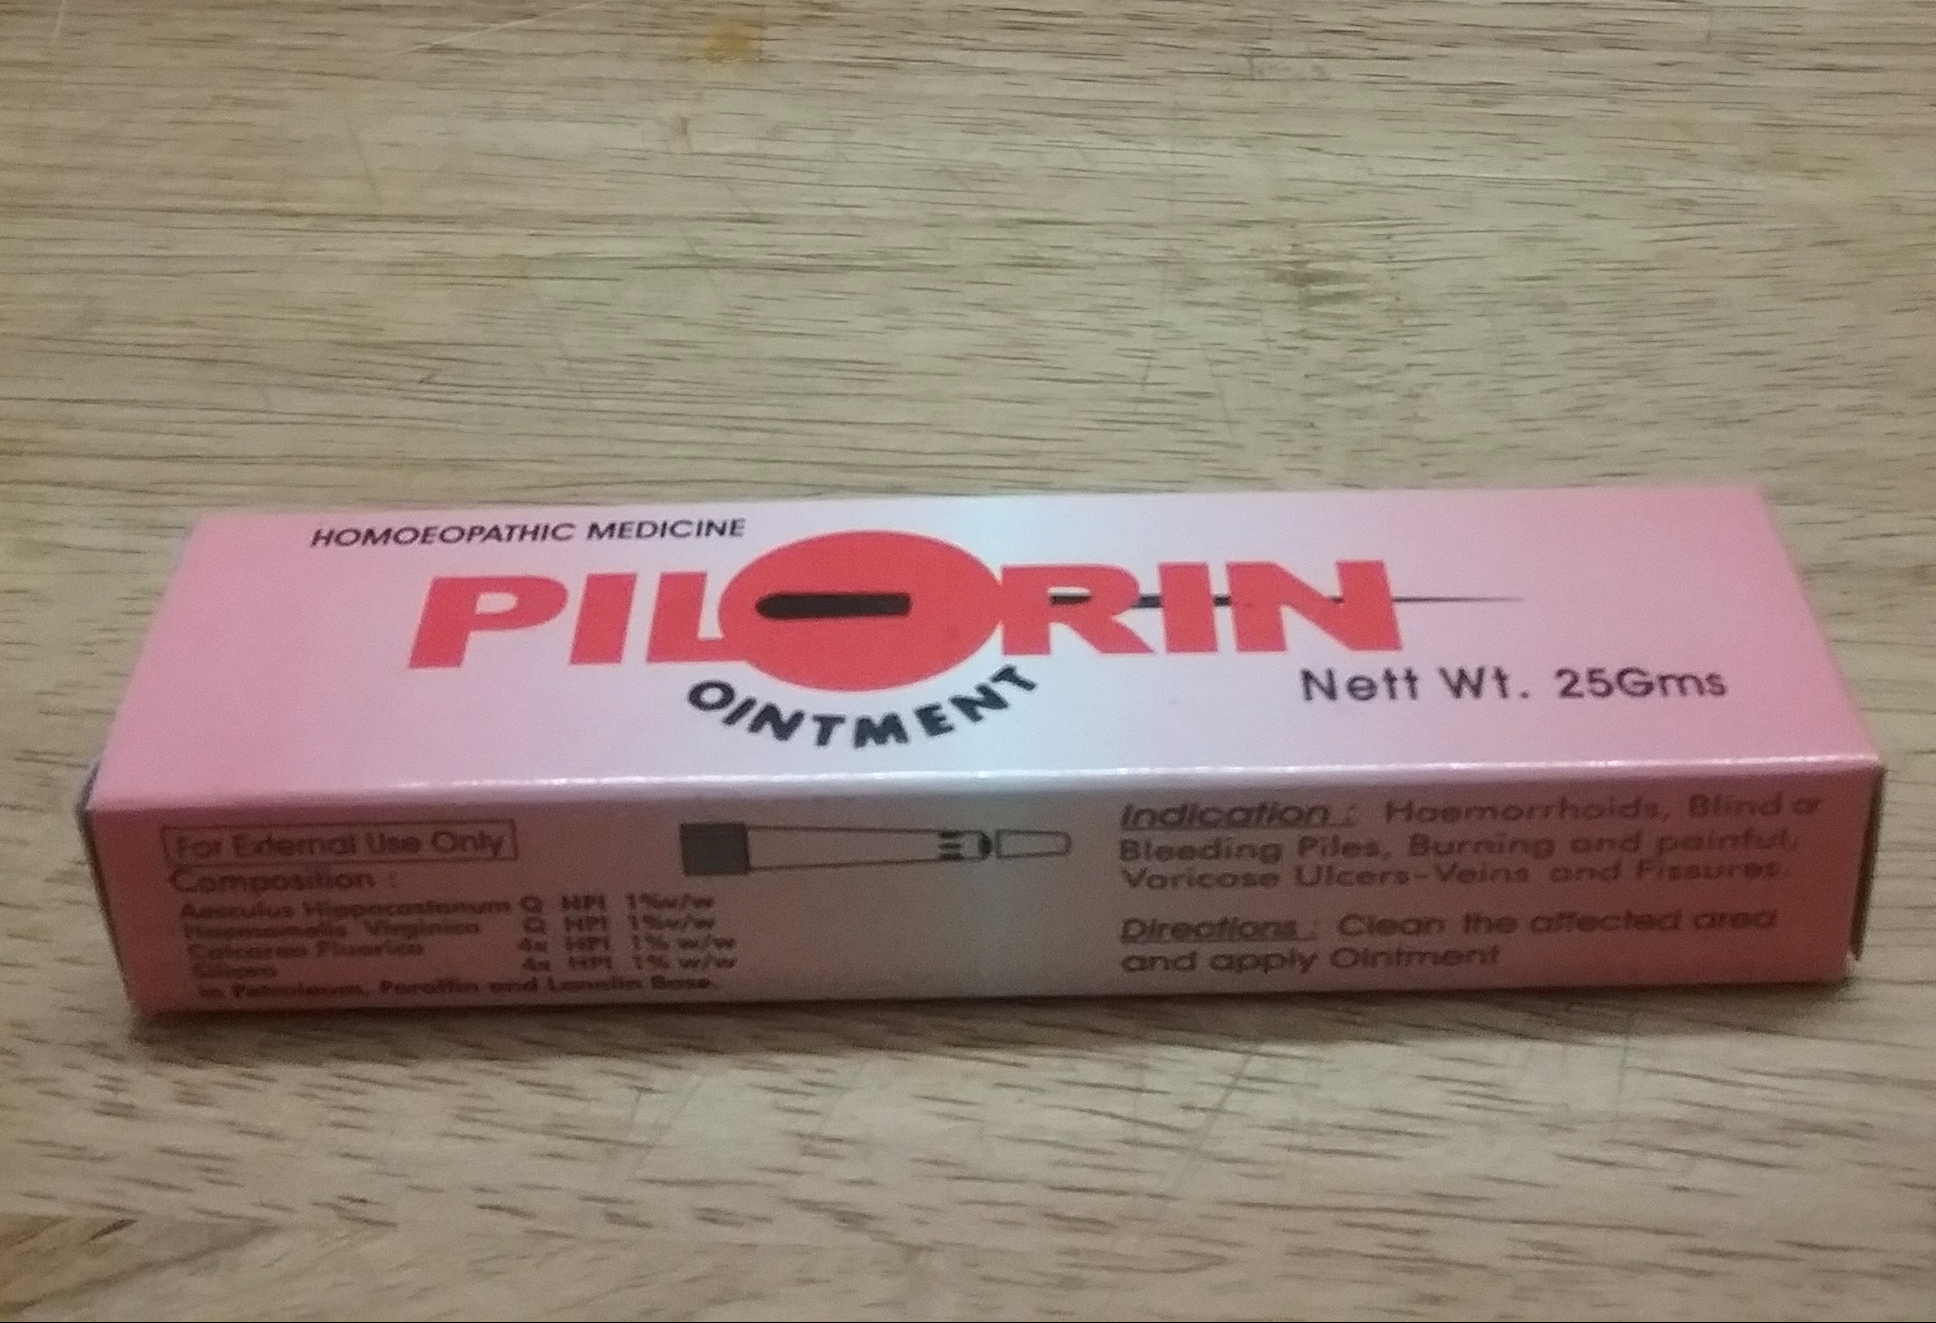 HOMOEOPATHIC MEDICINE
PILORIN
OINTMENT
Nett Wt. 25Gms
For External Use Only
Composition :
Aesculus Hippocastanum Q HPI 1%v/w
Hamamelis Virginica Q HPI 1%v/w
Calcarea Fluorica 4x HPI 1% w/w
Silicea 4x HPI 1% w/w
in Petroleum, Paraffin and Lanolin Base.
Indication : Haemorrhoids, Blind or
Bleeding Piles, Burning and painful,
Varicose Ulcers-Veins and Fissures.
Directions : Clean the affected area
and apply Ointment